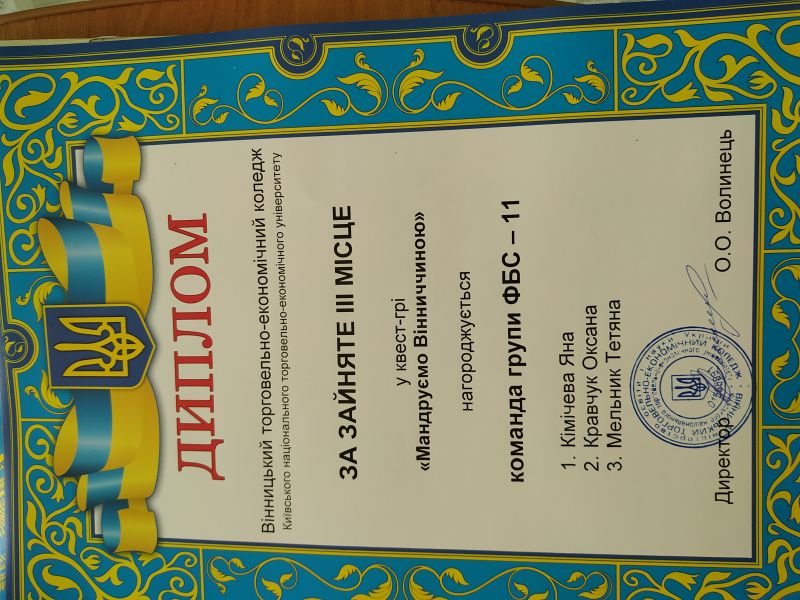 ДИПЛОМ
Вінницький торговельно-економічний коледж
Київського національного торговельно-економічного університету
ЗА ЗАЙНЯТЕ ІІІ МІСЦЕ
у квест-грі
«Мандруємо Вінниччиною»
нагороджується
команда групи ФБС – 11
1. Кімічева Яна
2. Кравчук Оксана
3. Мельник Тетяна
Директор О.О. Волинець